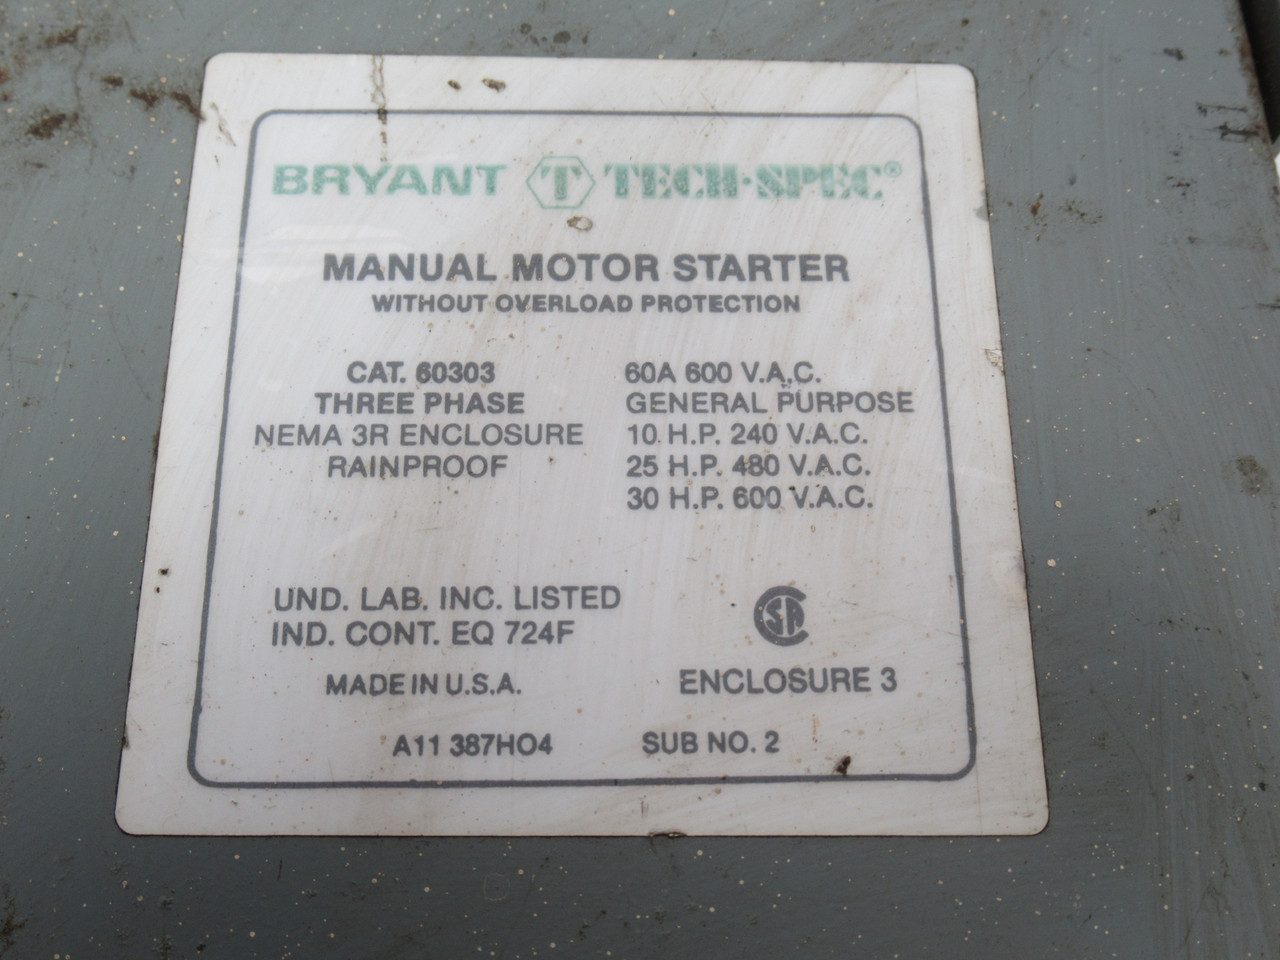 BRYANT T TECH-SPEC®
MANUAL MOTOR STARTER
WITHOUT OVERLOAD PROTECTION
CAT. 60303
THREE PHASE
NEMA 3R ENCLOSURE
RAINPROOF
60A 600 V.A.C.
GENERAL PURPOSE
10 H.P. 240 V.A.C.
25 H.P. 480 V.A.C.
30 H.P. 600 V.A.C.
UND. LAB. INC. LISTED
IND. CONT. EQ 724F
MADE IN U.S.A.
CSA
ENCLOSURE 3
A11 387HO4
SUB NO. 2